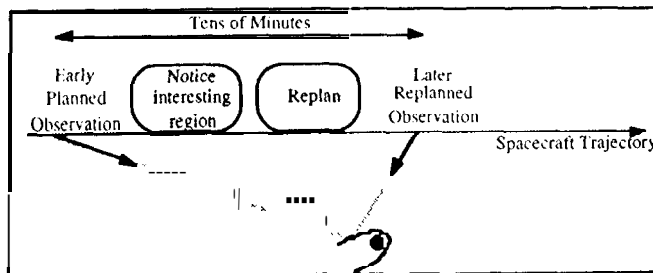 Tens of Minutes
Early
Planned
Observation
Notice
interesting
region
Replan
Later
Replanned
Observation
Spacecraft Trajectory